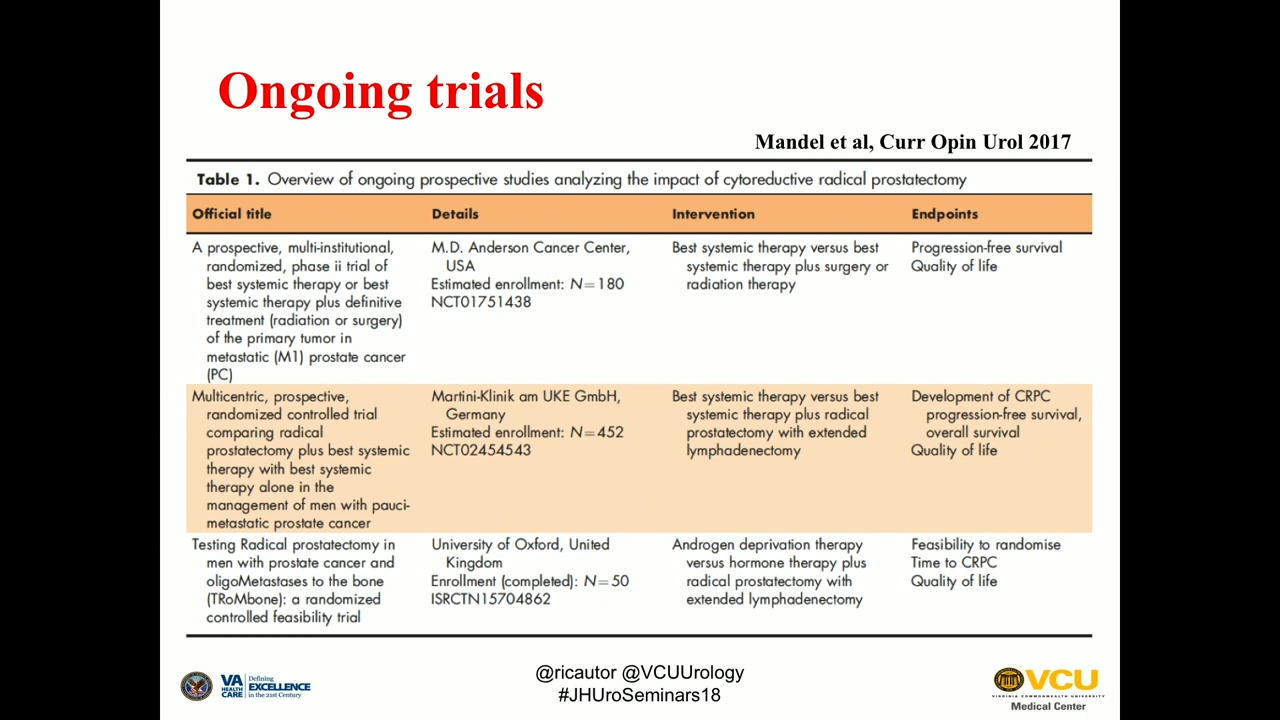 Ongoing trials
Mandel et al, Curr Opin Urol 2017
Table 1. Overview of ongoing prospective studies analyzing the impact of cytoreductive radical prostatectomy
Official title Details Intervention Endpoints
A prospective, multi-institutional,
randomized, phase ii trial of
best systemic therapy or best
systemic therapy plus definitive
treatment (radiation or surgery)
of the primary tumor in
metastatic (M1) prostate cancer
(PC)
M.D. Anderson Cancer Center,
USA
Estimated enrollment: N=180
NCT01751438
Best systemic therapy versus best
systemic therapy plus surgery or
radiation therapy
Progression-free survival
Quality of life
Multicentric, prospective,
randomized controlled trial
comparing radical
prostatectomy plus best systemic
therapy with best systemic
therapy alone in the
management of men with pauci-
metastatic prostate cancer
Martini-Klinik am UKE GmbH,
Germany
Estimated enrollment: N=452
NCT02454543
Best systemic therapy versus best
systemic therapy plus radical
prostatectomy with extended
lymphadenectomy
Development of CRPC
progression-free survival,
overall survival
Quality of life
Testing Radical prostatectomy in
men with prostate cancer and
oligoMetastases to the bone
(TRoMbone): a randomized
controlled feasibility trial
University of Oxford, United
Kingdom
Enrollment (completed): N=50
ISRCTN15704862
Androgen deprivation therapy
versus hormone therapy plus
radical prostatectomy with
extended lymphadenectomy
Feasibility to randomise
Time to CRPC
Quality of life
VA
HEALTH
CARE
Defining
EXCELLENCE
in the 21st Century
@ricautor @VCUUrology
#JHUroSeminars18
VCU
VIRGINIA COMMONWEALTH UNIVERSITY
Medical Center